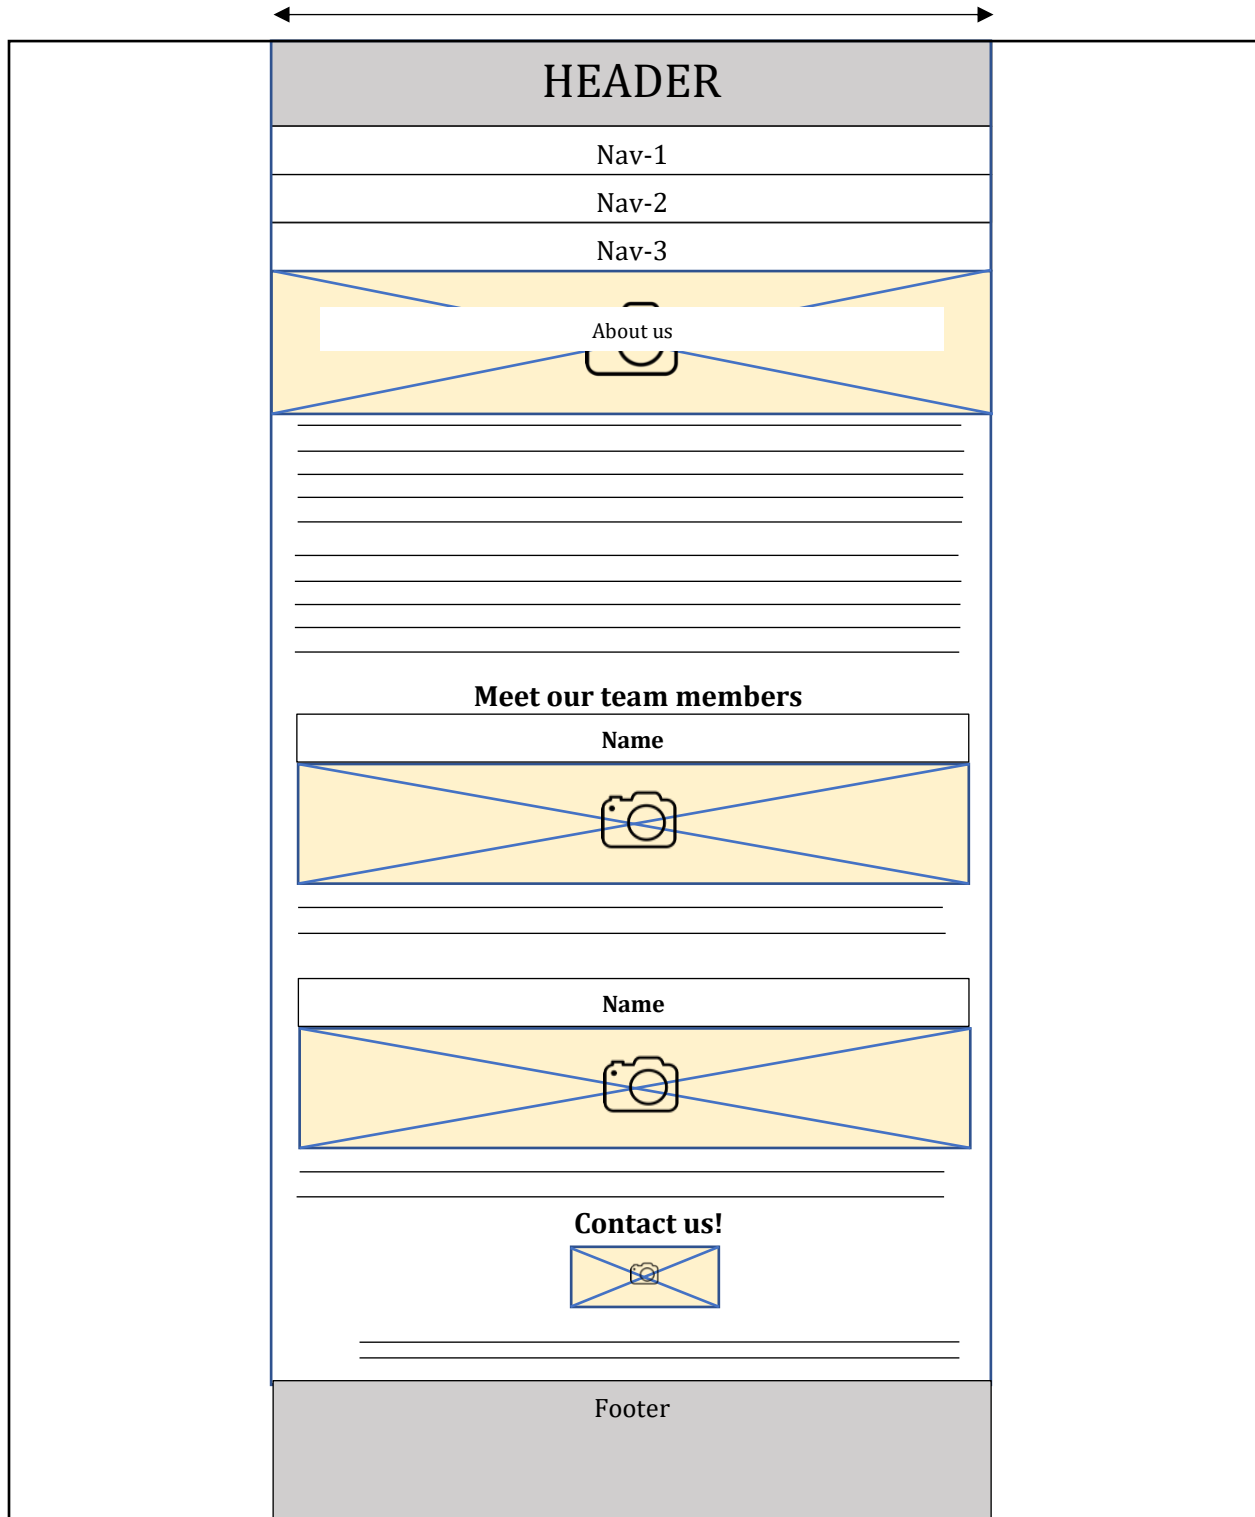 HEADER
Nav-1
Nav-2
Nav-3
About us
Meet our team members
Name
Name
Contact us!
Footer